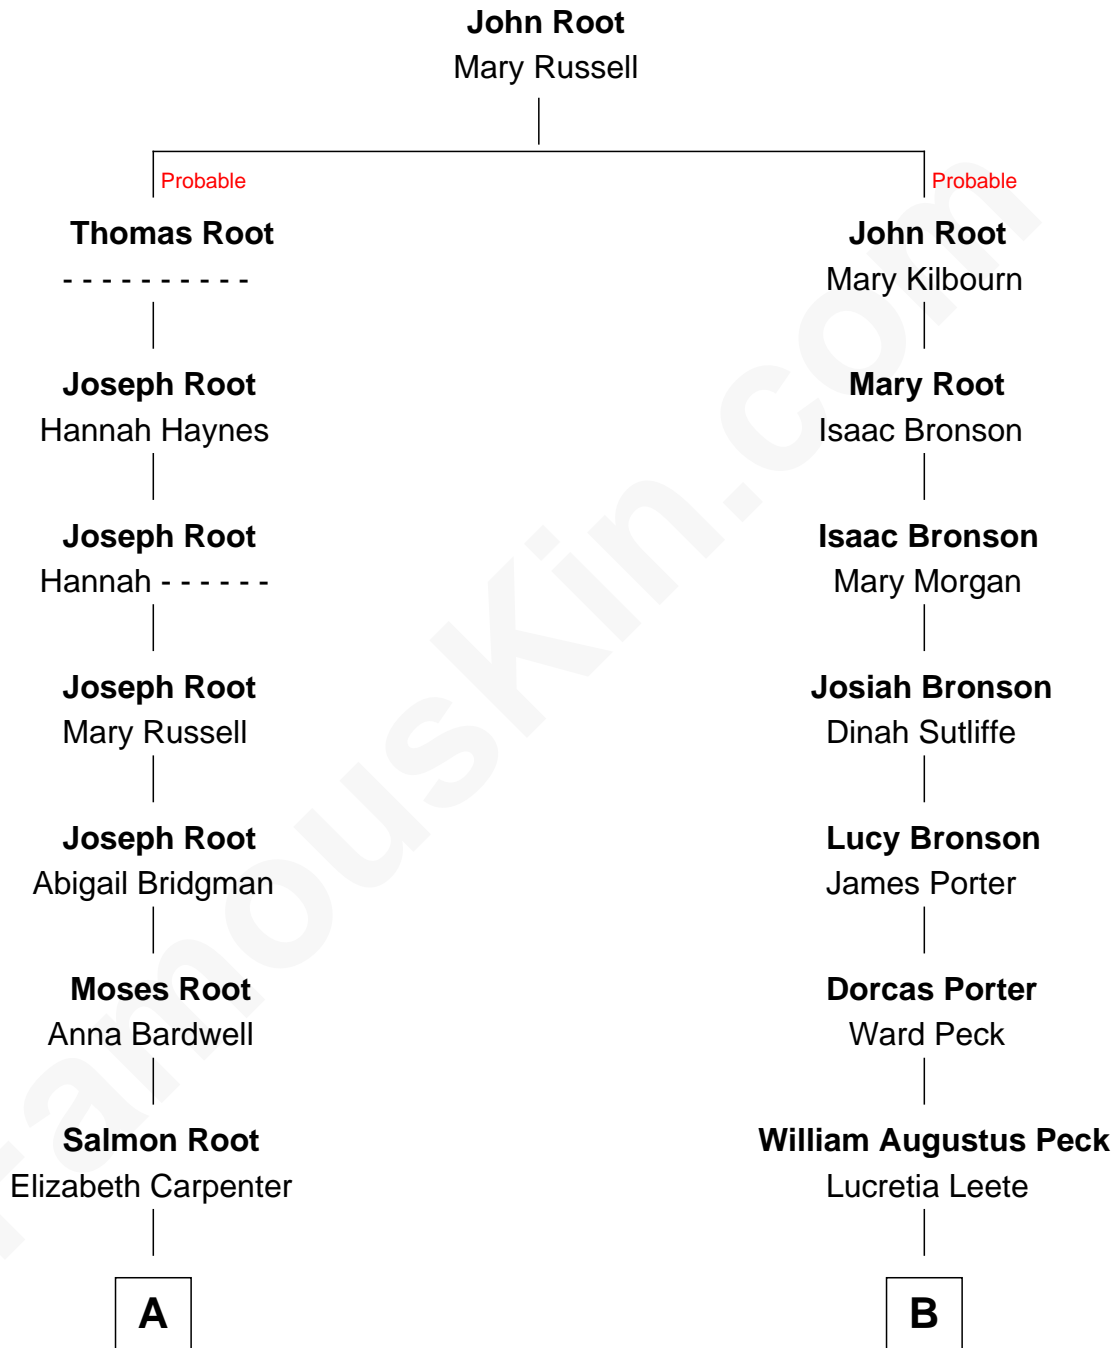 John Root
Mary Russell
Probable
Probable
Thomas Root
John Root
- - - - - - - - - -
Mary Kilbourn
Joseph Root
Mary Root
Hannah Haynes
Isaac Bronson
Joseph Root
Isaac Bronson
Hannah - - - - - -
Mary Morgan
Joseph Root
Josiah Bronson
Mary Russell
Dinah Sutliffe
Joseph Root
Lucy Bronson
Abigail Bridgman
James Porter
Moses Root
Dorcas Porter
Anna Bardwell
Ward Peck
Salmon Root
William Augustus Peck
Elizabeth Carpenter
Lucretia Leete
A
B
FamousKin.com